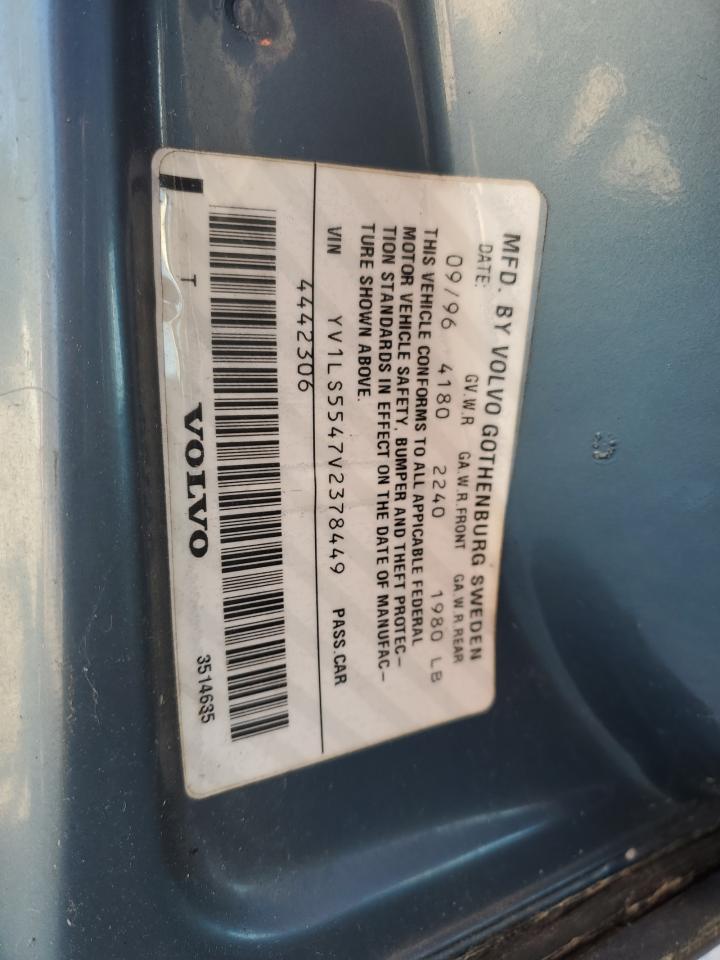 MFD. BY VOLVO GOTHENBURG SWEDEN
DATE: GV.W.R GA.W.R.FRONT GA.W.R.REAR
09/96 4180 2240 1980 LB
THIS VEHICLE CONFORMS TO ALL APPLICABLE FEDERAL
MOTOR VEHICLE SAFETY, BUMPER AND THEFT PROTEC–
TION STANDARDS IN EFFECT ON THE DATE OF MANUFAC–
TURE SHOWN ABOVE.
VIN YV1LS5547V2378449 PASS.CAR
4442306
T VOLVO 3514635